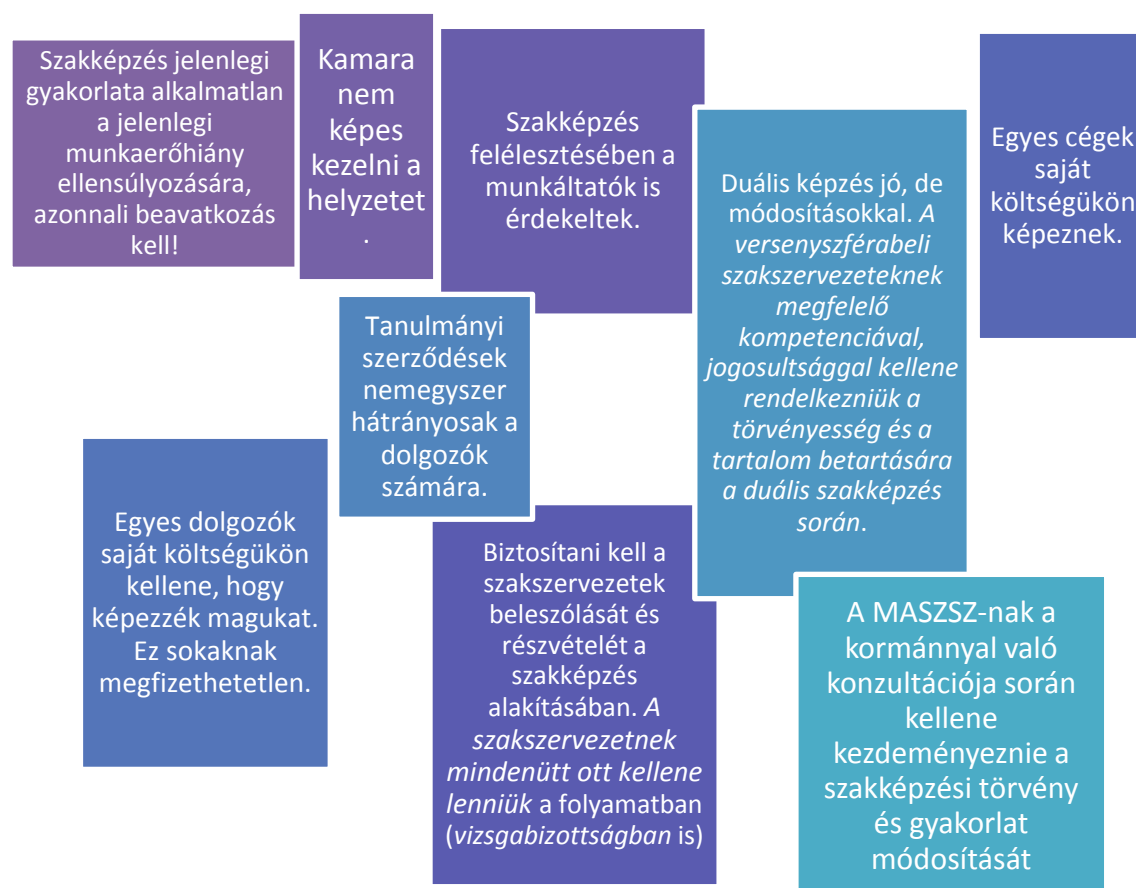 Szakképzés jelenlegi
gyakorlata alkalmatlan
a jelenlegi
munkaerőhiány
ellensúlyozására,
azonnali beavatkozás
kell!
Kamara
nem
képes
kezelni a
helyzetet
.
Szakképzés
felélesztésében a
munkáltatók is
érdekeltek.
Duális képzés jó, de
módosításokkal. A
versenyszférabeli
szakszervezeteknek
megfelelő
kompetenciával,
jogosultsággal kellene
rendelkezniük a
törvényesség és a
tartalom betartására
a duális szakképzés
során.
Egyes cégek
saját
költségükön
képeznek.
Tanulmányi
szerződések
nemegyszer
hátrányosak a
dolgozók
számára.
Egyes dolgozók
saját költségükön
kellene, hogy
képezzék magukat.
Ez sokaknak
megfizethetetlen.
Biztosítani kell a
szakszervezetek
beleszólását és
részvételét a
szakképzés
alakításában. A
szakszervezetnek
mindenütt ott kellene
lenniük a folyamatban
(vizsgabizottságban is)
A MASZSZ-nak a
kormánnyal való
konzultációja során
kellene
kezdeményeznie a
szakképzési törvény
és gyakorlat
módosítását